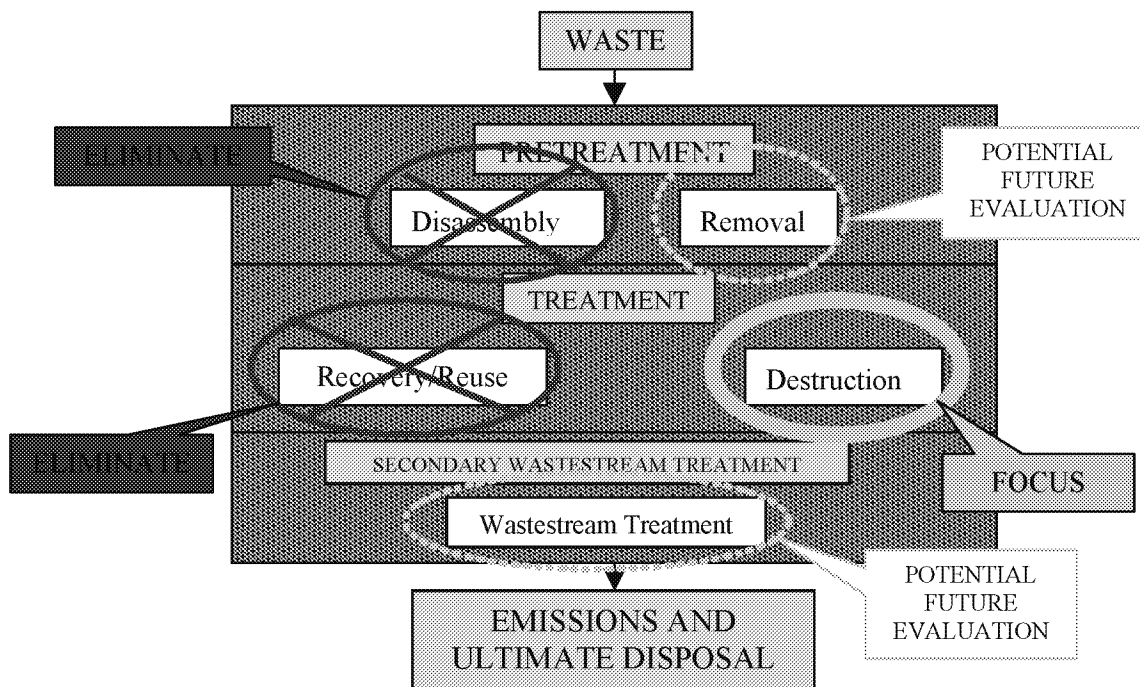 WASTE
ELIMINATE
PRETREATMENT
POTENTIAL
FUTURE
EVALUATION
Disassembly
Removal
TREATMENT
Recovery/Reuse
Destruction
ELIMINATE
SECONDARY WASTESTREAM TREATMENT
FOCUS
Wastestream Treatment
POTENTIAL
FUTURE
EVALUATION
EMISSIONS AND
ULTIMATE DISPOSAL